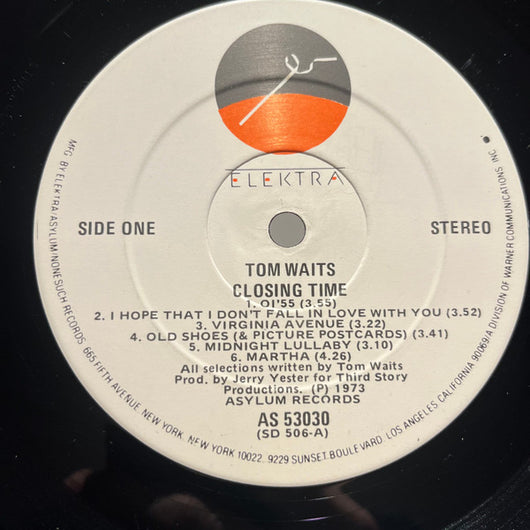 ELEKTRA
SIDE ONE
STEREO
TOM WAITS
CLOSING TIME
1. Ol'55 (3.55)
2. I HOPE THAT I DON'T FALL IN LOVE WITH YOU (3.52)
3. VIRGINIA AVENUE (3.22)
4. OLD SHOES (& PICTURE POSTCARDS) (3.41)
5. MIDNIGHT LULLABY (3.10)
6. MARTHA (4.26)
All selections written by Tom Waits
Prod. by Jerry Yester for Third Story
Productions. (P) 1973
ASYLUM RECORDS
AS 53030
(SD 506-A)
MFG. BY ELEKTRA/ASYLUM/NONESUCH RECORDS. 665 FIFTH AVENUE, NEW YORK, NEW YORK 10022. 9229 SUNSET BOULEVARD, LOS ANGELES, CALIFORNIA 90069/A DIVISION OF WARNER COMMUNICATIONS INC.